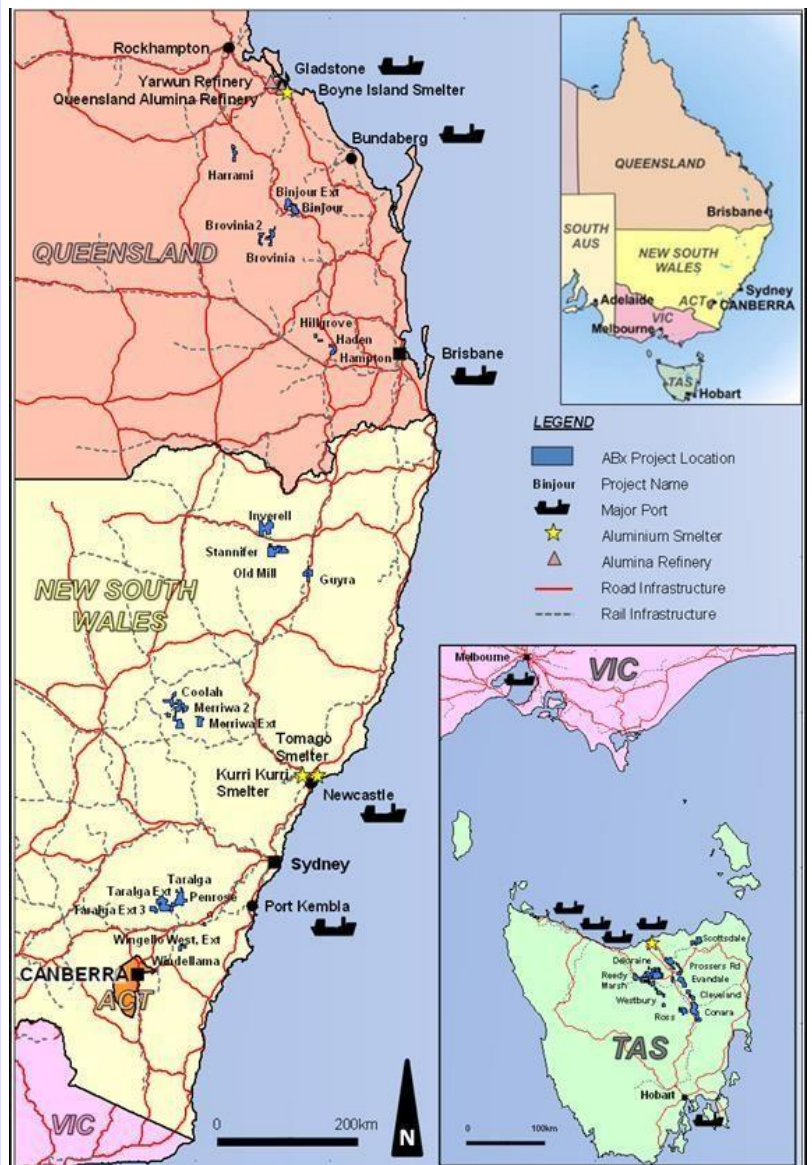 Rockhampton
Gladstone
Yarwun Refinery
Queensland Alumina Refinery
Boyne Island Smelter
Bundaberg
Harrami
Binjour Ext
Binjour
Brovinia 2
Brovinia
QUEENSLAND
Hillgrove
Haden
Hampton
Brisbane
Inverell
Stannifer
Old Mill
Guyra
NEW SOUTH
WALES
Coolah
Merriwa 2
Merriwa Ext
Tomago
Smelter
Kurri Kurri
Smelter
Newcastle
Sydney
Taralga
Taralga Ext
Penrose
Taralga Ext 3
Port Kembla
Wingello West, Ext
Windellama
CANBERRA
ACT
VIC
200km
0
N
QUEENSLAND
Brisbane
SOUTH
AUS
NEW SOUTH
WALES
Sydney
Adelaide
ACT
CANBERRA
VIC
Melbourne
TAS
Hobart
LEGEND
ABx Project Location
Binjour Project Name
Major Port
Aluminium Smelter
Alumina Refinery
Road Infrastructure
Rail Infrastructure
Melbourne
VIC
Scottsdale
Deloraine
Prossers Rd
Reedy
Marsh
Evandale
Westbury
Cleveland
Ross
Conara
TAS
Hobart
0
100km